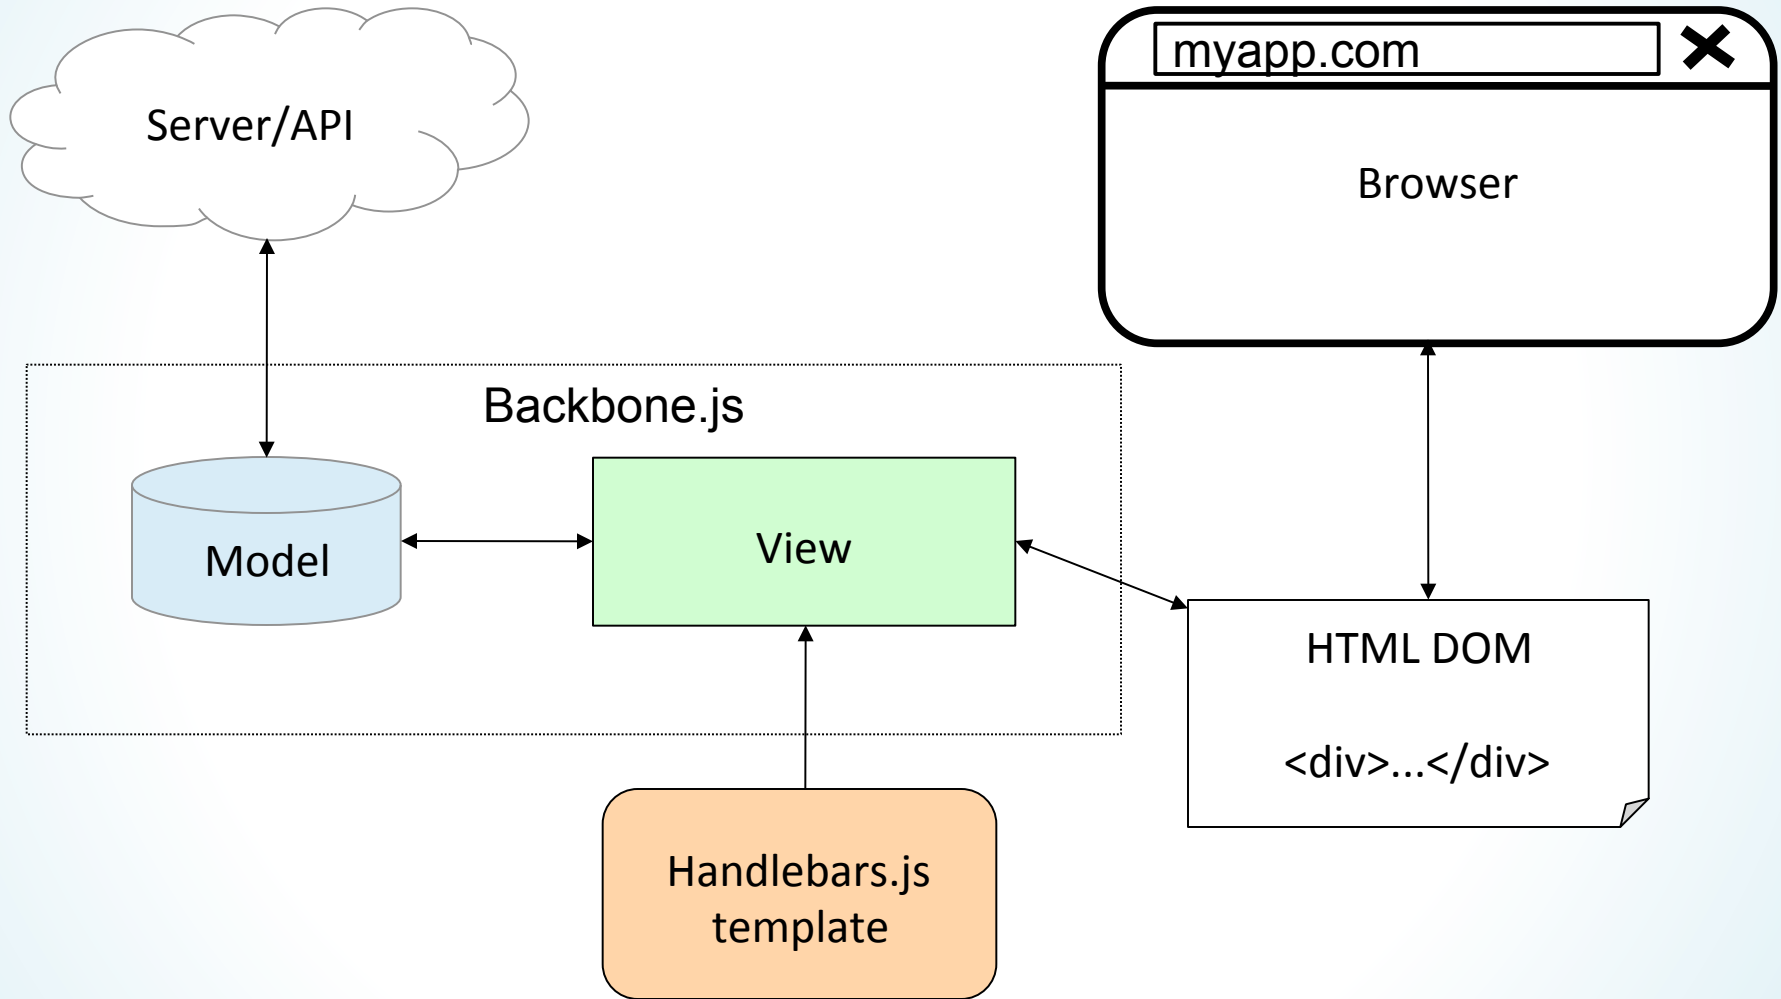 Server/API
myapp.com
Browser
Backbone.js
Model
View
HTML DOM
<div>...</div>
Handlebars.js
template